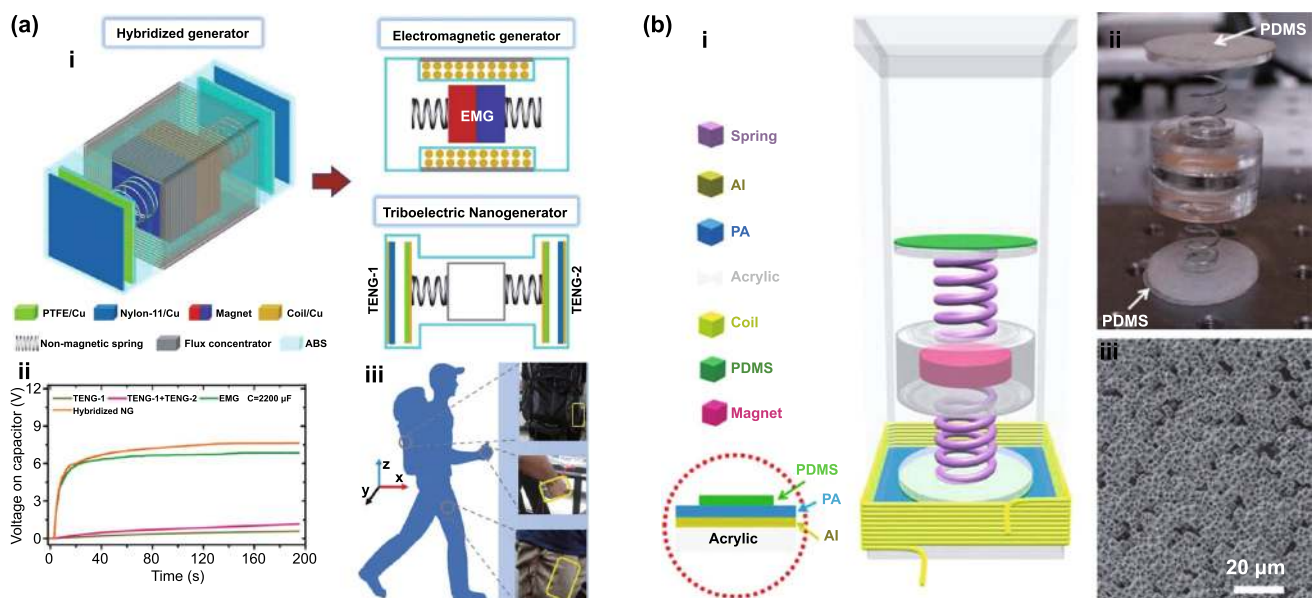 (a)
Hybridized generator
i
Electromagnetic generator
EMG
Triboelectric Nanogenerator
TENG-1
TENG-2
PTFE/Cu Nylon-11/Cu Magnet Coil/Cu
Non-magnetic spring Flux concentrator ABS
ii
Voltage on capacitor (V)
12
9
6
3
0
TENG-1 TENG-1+TENG-2 EMG C=2200 µF
Hybridized NG
0 40 80 120 160 200
Time (s)
iii
z
x
y
(b)
i
Spring
Al
PA
Acrylic
Coil
PDMS
Magnet
PDMS
PA
Al
Acrylic
ii
PDMS
PDMS
iii
20 µm